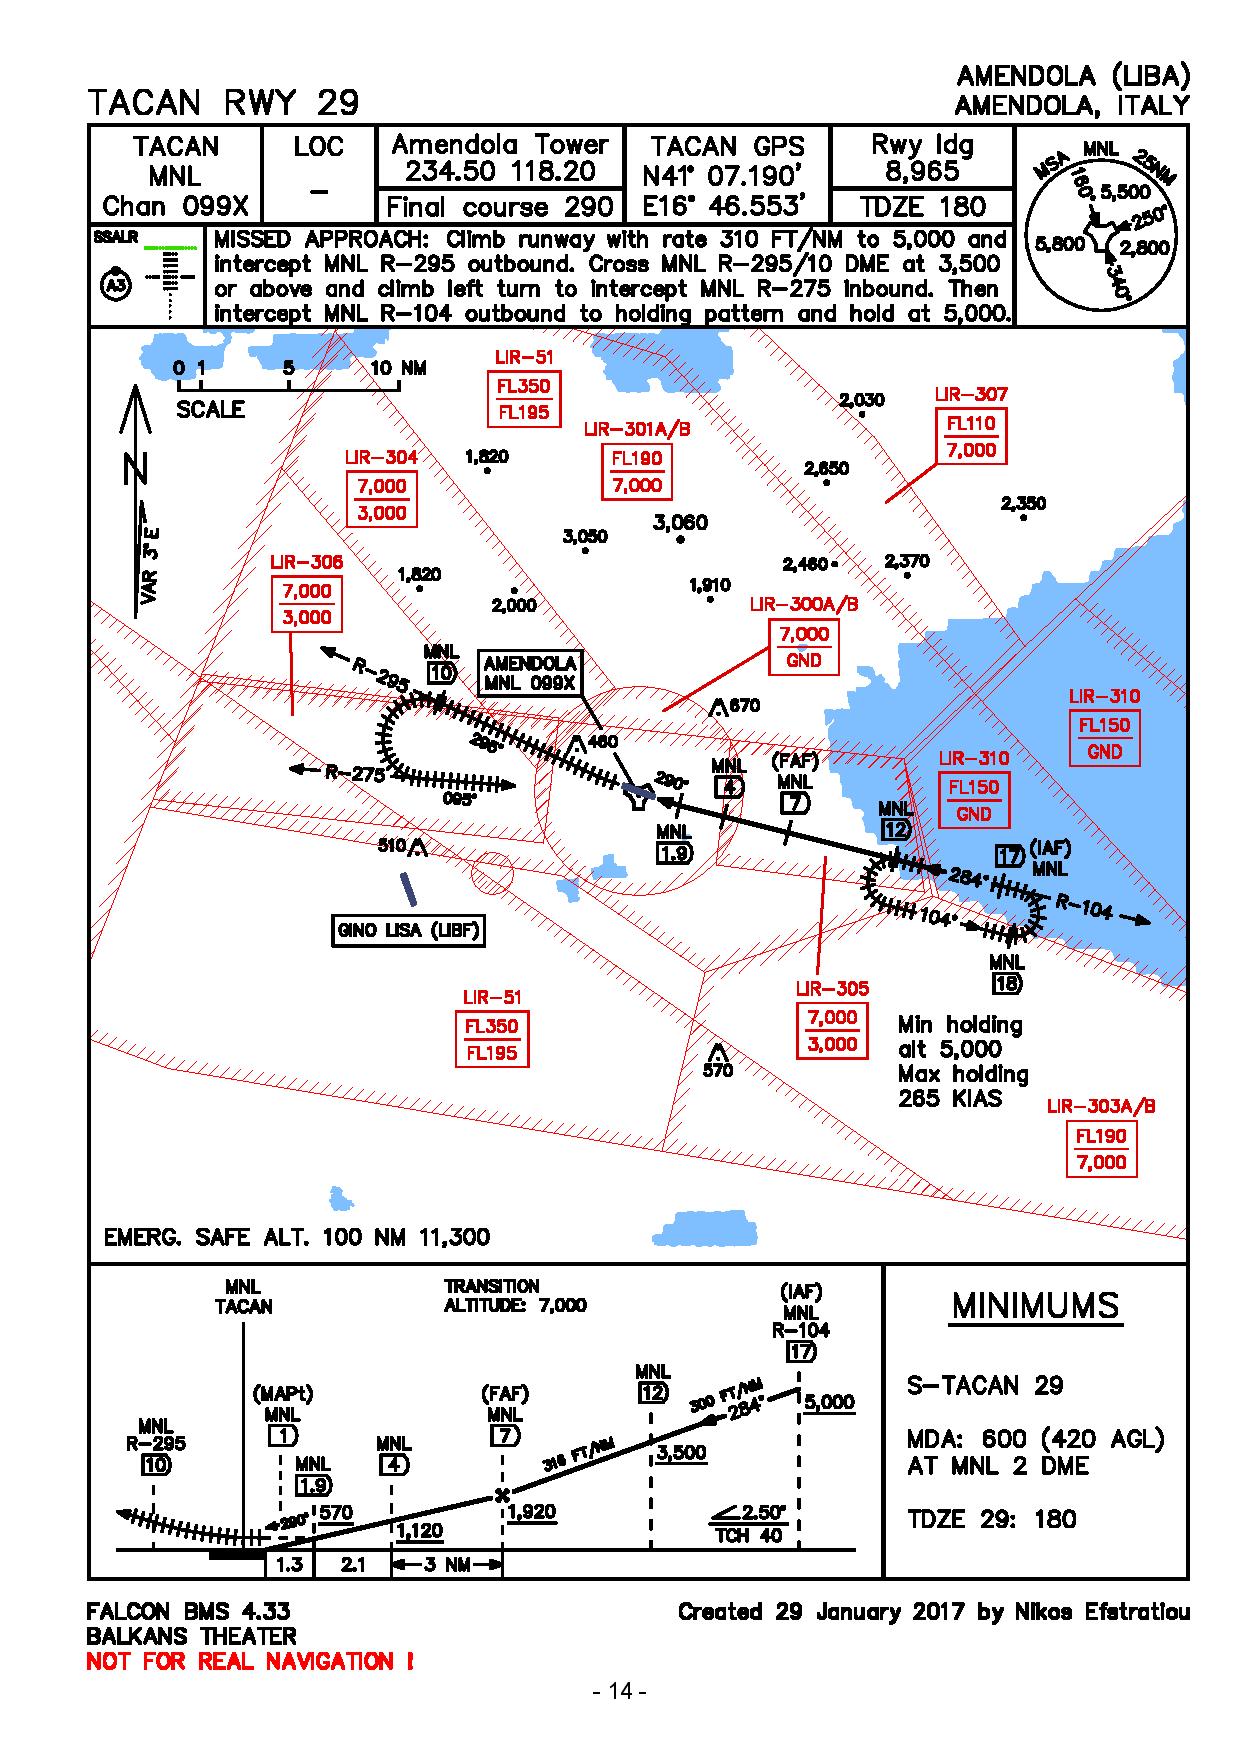 AMENDOLA (LIBA)
TACAN RWY 29
AMENDOLA, ITALY
TACAN
MNL
Chan 099X
LOC
–
Amendola Tower
234.50 118.20
Final course 290
TACAN GPS
N41° 07.190'
E16° 46.553'
Rwy ldg
8,965
TDZE 180
MSA MNL 25NM
160°
5,500
250°
5,800
2,800
340°
SSALR
A3
MISSED APPROACH: Climb runway with rate 310 FT/NM to 5,000 and
intercept MNL R-295 outbound. Cross MNL R-295/10 DME at 3,500
or above and climb left turn to intercept MNL R-275 inbound. Then
intercept MNL R-104 outbound to holding pattern and hold at 5,000.
0 1 5 10 NM
SCALE
N
VAR 3°E
LIR-51
FL350
FL195
LIR-301A/B
FL190
7,000
LIR-307
FL110
7,000
2,030
LIR-304
7,000
3,000
1,820
2,650
2,350
3,050
3,060
LIR-306
7,000
3,000
1,820
2,000
1,910
2,460
2,370
LIR-300A/B
7,000
GND
MNL
10
R-295
AMENDOLA
MNL 099X
670
LIR-310
FL150
GND
295°
460
R-275
095°
290°
MNL
4
(FAF)
MNL
7
LIR-310
FL150
GND
MNL
1.9
MNL
12
17
(IAF)
MNL
510
284°
R-104
104°
GINO LISA (LIBF)
MNL
18
LIR-51
FL350
FL195
LIR-305
7,000
3,000
570
Min holding
alt 5,000
Max holding
265 KIAS
LIR-303A/B
FL190
7,000
EMERG. SAFE ALT. 100 NM 11,300
MNL
TACAN
TRANSITION
ALTITUDE: 7,000
(IAF)
MNL
R-104
17
MNL
12
300 FT/NM
284°
5,000
(MAPt)
MNL
1
(FAF)
MNL
7
MNL
R-295
10
MNL
1.9
MNL
4
316 FT/NM
3,500
290°
570
1,120
1,920
2.50°
TCH 40
1.3
2.1
3 NM
MINIMUMS
S-TACAN 29
MDA: 600 (420 AGL)
AT MNL 2 DME
TDZE 29: 180
FALCON BMS 4.33
BALKANS THEATER
NOT FOR REAL NAVIGATION !
Created 29 January 2017 by Nikos Efstratiou
- 14 -